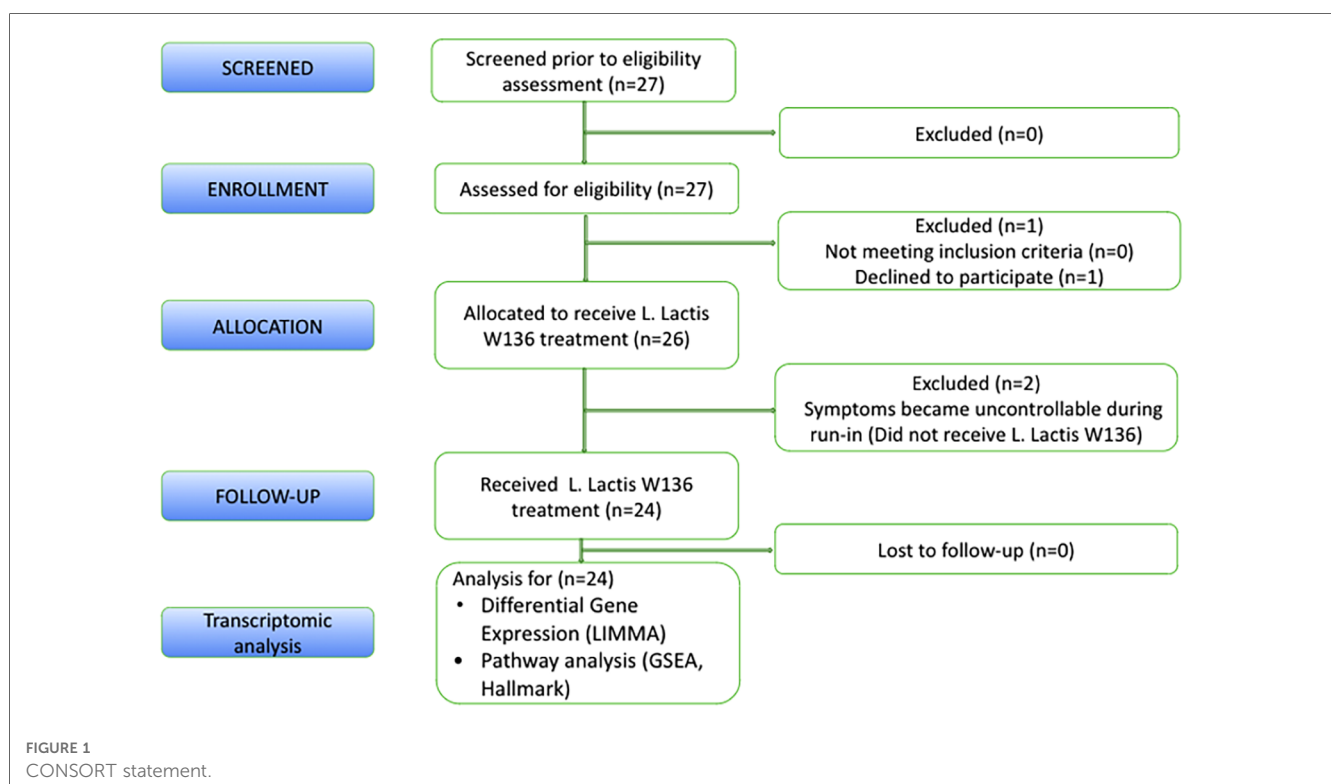 SCREENED
Screened prior to eligibility
assessment (n=27)
Excluded (n=0)
ENROLLMENT
Assessed for eligibility (n=27)
Excluded (n=1)
Not meeting inclusion criteria (n=0)
Declined to participate (n=1)
ALLOCATION
Allocated to receive L. Lactis
W136 treatment (n=26)
Excluded (n=2)
Symptoms became uncontrollable during
run-in (Did not receive L. Lactis W136)
FOLLOW-UP
Received L. Lactis W136
treatment (n=24)
Lost to follow-up (n=0)
Transcriptomic
analysis
Analysis for (n=24)
• Differential Gene
Expression (LIMMA)
• Pathway analysis (GSEA,
Hallmark)
FIGURE 1
CONSORT statement.